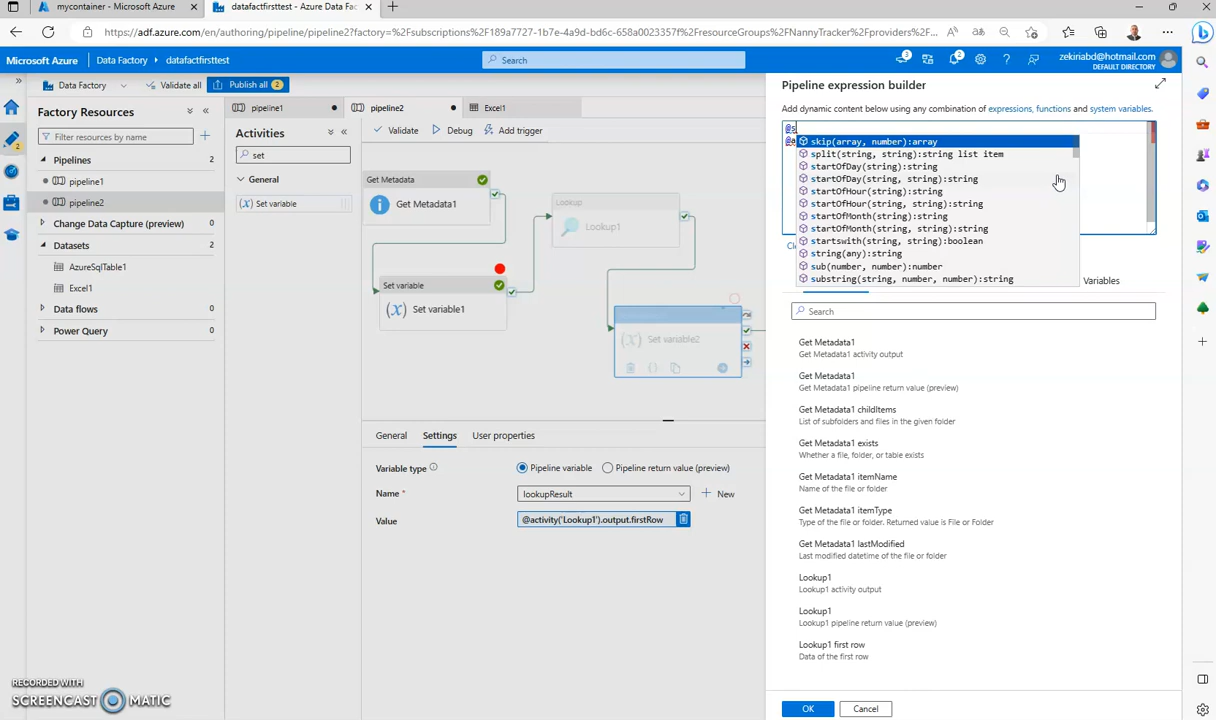 mycontainer - Microsoft Azure
datafactfirsttest - Azure Data Fac
https://adf.azure.com/en/authoring/pipeline/pipeline2?factory=%2Fsubscriptions%2F189a7727-1b7e-4a9d-bd6c-658a0023357f%2FresourceGroups%2FNannyTracker%2Fproviders%2...
Microsoft Azure
Data Factory
datafactfirsttest
Search
3
2
zekiriabd@hotmail.com
DEFAULT DIRECTORY
Data Factory
Validate all
Publish all
2
Factory Resources
Filter resources by name
Pipelines
2
pipeline1
pipeline2
Change Data Capture (preview)
0
Datasets
2
AzureSqlTable1
Excel1
Data flows
0
Power Query
0
pipeline1
pipeline2
Excel1
Activities
set
General
Set variable
Validate
Debug
Add trigger
Get Metadata
Get Metadata1
Set variable
Set variable1
Lookup
Lookup1
Set variable2
General
Settings
User properties
Variable type
Pipeline variable
Pipeline return value (preview)
Name *
lookupResult
New
Value
@activity('Lookup1').output.firstRow
Pipeline expression builder
Add dynamic content below using any combination of expressions, functions and system variables.
@s
@a
skip(array, number):array
split(string, string):string list item
startOfDay(string):string
startOfDay(string, string):string
startOfHour(string):string
startOfHour(string, string):string
startOfMonth(string):string
startOfMonth(string, string):string
startswith(string, string):boolean
string(any):string
sub(number, number):number
substring(string, number, number):string
Variables
Search
Get Metadata1
Get Metadata1 activity output
Get Metadata1
Get Metadata1 pipeline return value (preview)
Get Metadata1 childItems
List of subfolders and files in the given folder
Get Metadata1 exists
Whether a file, folder, or table exists
Get Metadata1 itemName
Name of the file or folder
Get Metadata1 itemType
Type of the file or folder. Returned value is File or Folder
Get Metadata1 lastModified
Last modified datetime of the file or folder
Lookup1
Lookup1 activity output
Lookup1
Lookup1 pipeline return value (preview)
Lookup1 first row
Data of the first row
OK
Cancel
RECORDED WITH
SCREENCAST MATIC